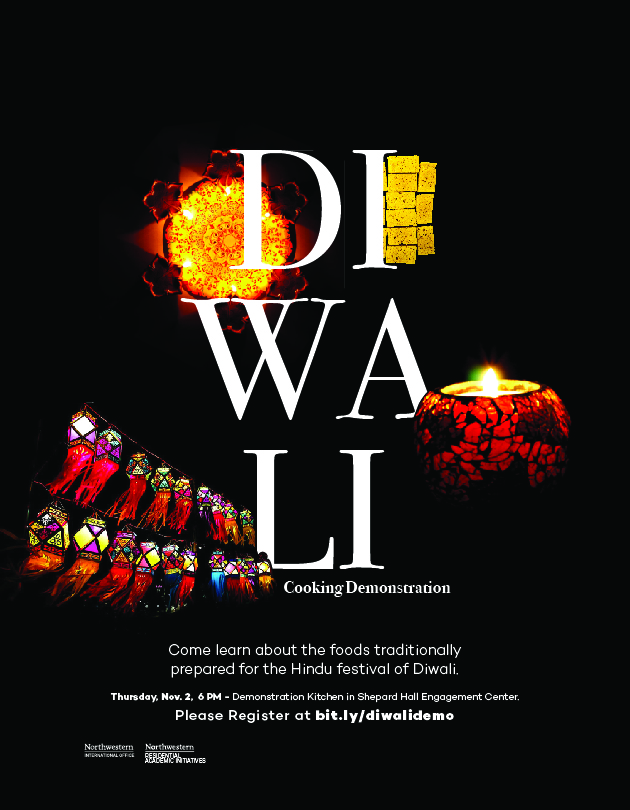 DI
WA
LI
Cooking Demonstration
Come learn about the foods traditionally
prepared for the Hindu festival of Diwali.
Thursday, Nov. 2, 6 PM - Demonstration Kitchen in Shepard Hall Engagement Center.
Please Register at bit.ly/diwalidemo
Northwestern
INTERNATIONAL OFFICE
Northwestern
RESIDENTIAL
ACADEMIC INITIATIVES